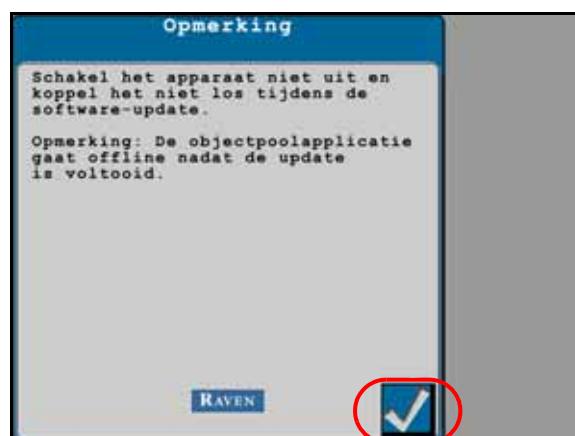 Opmerking
Schakel het apparaat niet uit en
koppel het niet los tijdens de
software-update.
Opmerking: De objectpoolapplicatie
gaat offline nadat de update
is voltooid.
RAVEN